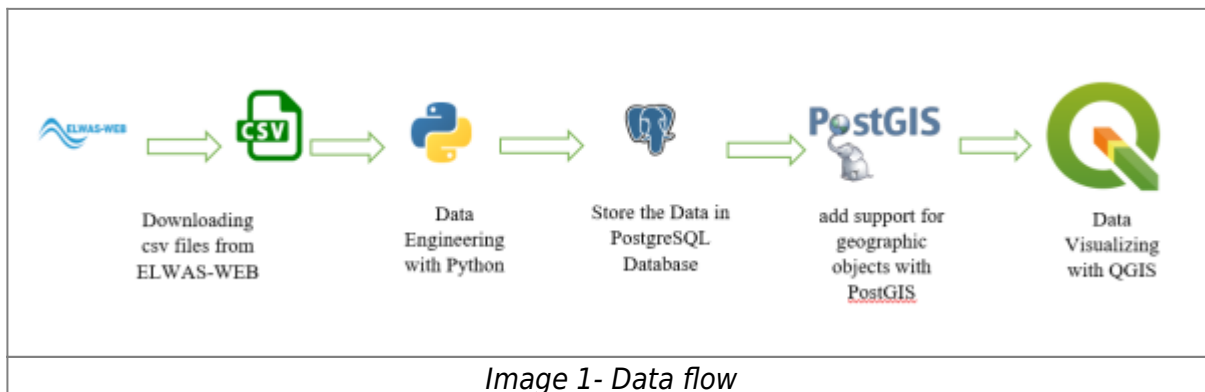 ELWAS-WEB
CSV
PostGIS
Downloading
csv files from
ELWAS-WEB
Data
Engineering
with Python
Store the Data in
PostgreSQL
Database
add support for
geographic
objects with
PostGIS
Data
Visualizing
with QGIS
Image 1- Data flow